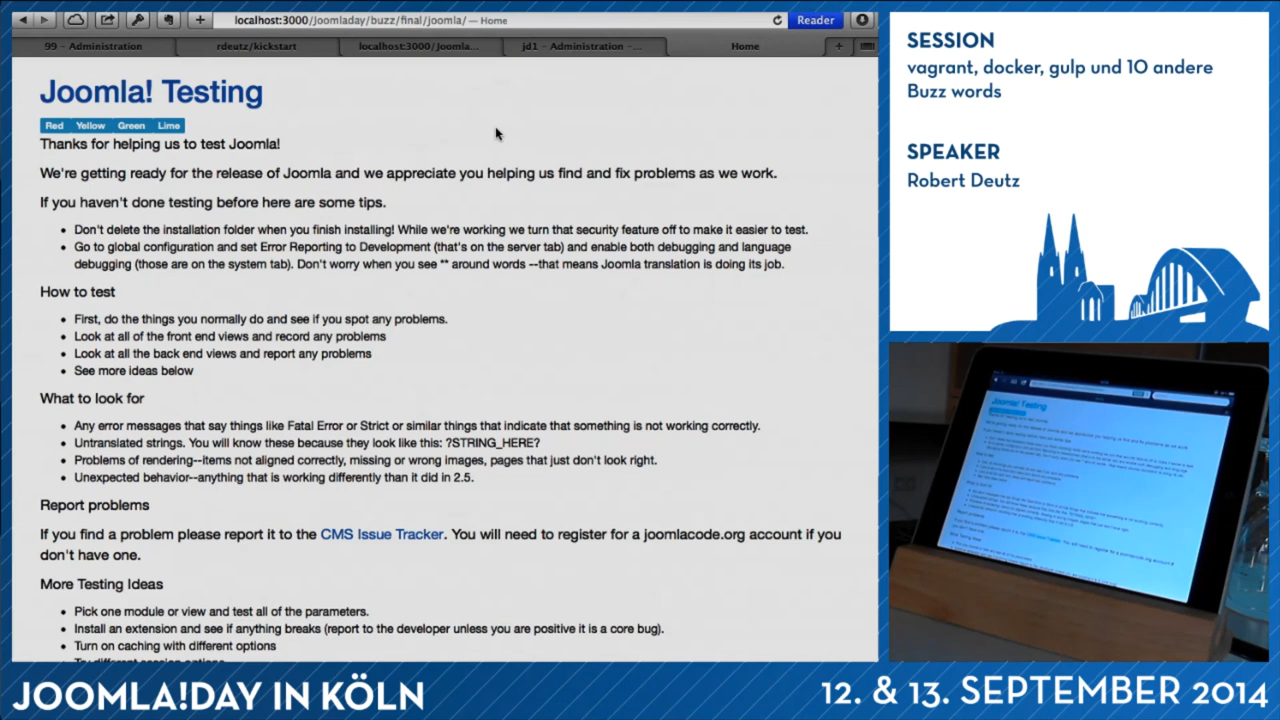 localhost:3000/Joomladay/buzz/final/joomla/ — Home
Reader
99 - Administration
rdeutz/kickstart
localhost:3000/Joomla...
jd1 - Administration -...
Home
Joomla! Testing
Red Yellow Green Lime
Thanks for helping us to test Joomla!
We're getting ready for the release of Joomla and we appreciate you helping us find and fix problems as we work.
If you haven't done testing before here are some tips.
• Don't delete the installation folder when you finish installing! While we're working we turn that security feature off to make it easier to test.
• Go to global configuration and set Error Reporting to Development (that's on the server tab) and enable both debugging and language
debugging (those are on the system tab). Don't worry when you see ** around words --that means Joomla translation is doing its job.
How to test
• First, do the things you normally do and see if you spot any problems.
• Look at all of the front end views and record any problems
• Look at all the back end views and report any problems
• See more ideas below
What to look for
• Any error messages that say things like Fatal Error or Strict or similar things that indicate that something is not working correctly.
• Untranslated strings. You will know these because they look like this: ?STRING_HERE?
• Problems of rendering--items not aligned correctly, missing or wrong images, pages that just don't look right.
• Unexpected behavior--anything that is working differently than it did in 2.5.
Report problems
If you find a problem please report it to the CMS Issue Tracker. You will need to register for a joomlacode.org account if you
don't have one.
More Testing Ideas
• Pick one module or view and test all of the parameters.
• Install an extension and see if anything breaks (report to the developer unless you are positive it is a core bug).
• Turn on caching with different options
• Try different session options
SESSION
vagrant, docker, gulp und 10 andere
Buzz words
SPEAKER
Robert Deutz
Joomla! Testing
JOOMLA!DAY IN KÖLN
12. & 13. SEPTEMBER 2014